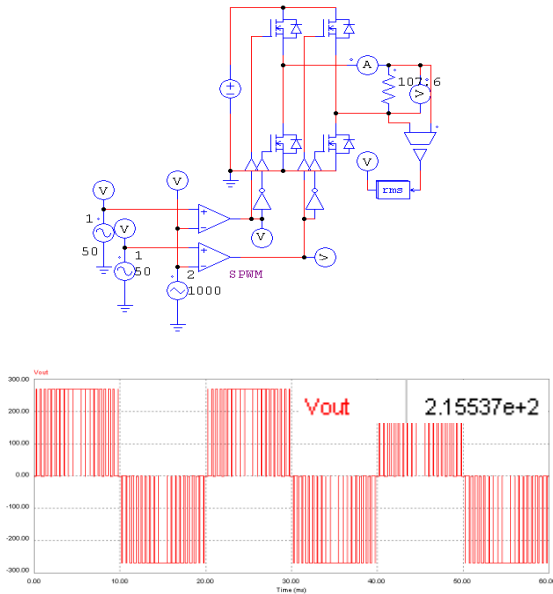 A
107.6
V
V
rms
V
V
V
1
1
50
50
V
2
1000
SPWM
V
Vout
300.00
200.00
100.00
0.00
-100.00
-200.00
-300.00
Vout 2.15537e+2
0.00 10.00 20.00 30.00 40.00 50.00 60.00
Time (ms)